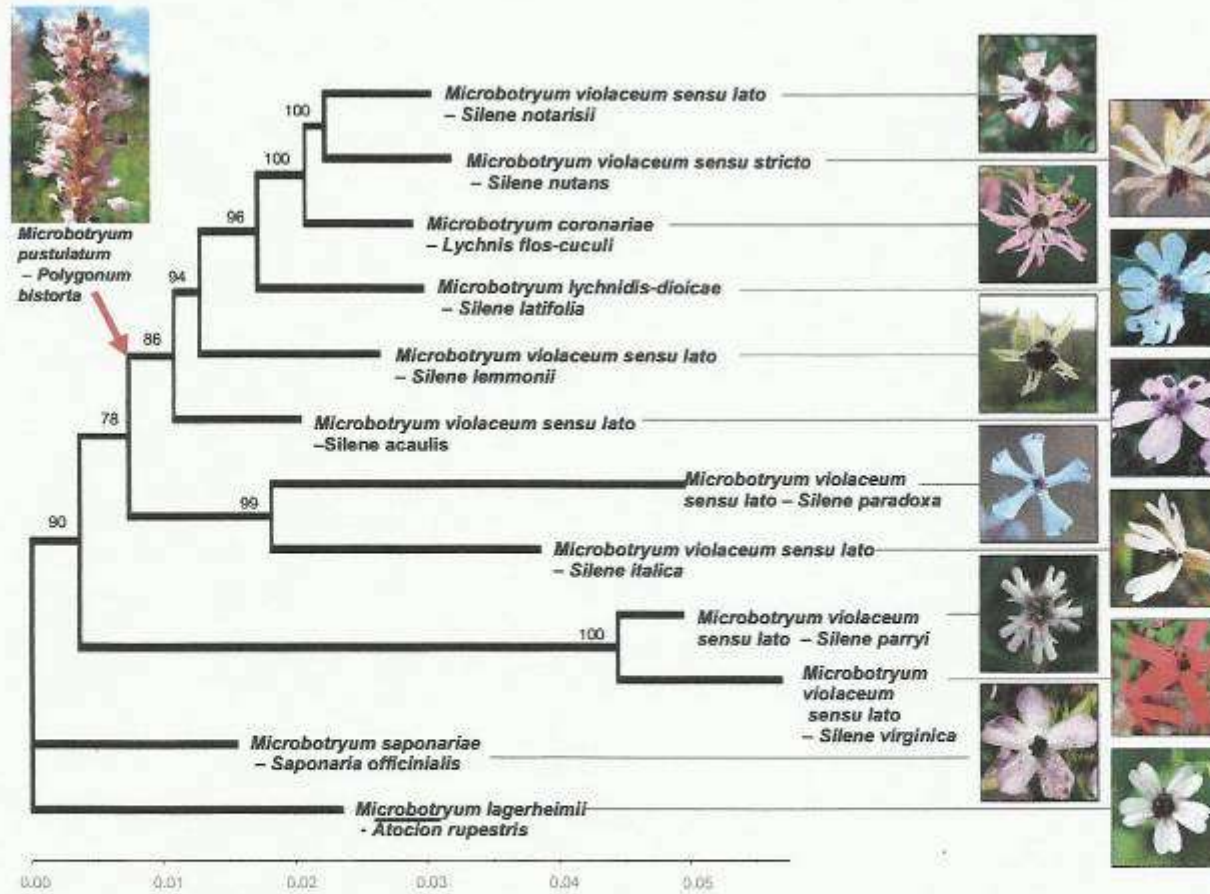 Microbotryum violaceum sensu lato
– Silene notarisii
100
Microbotryum violaceum sensu stricto
– Silene nutans
100
Microbotryum coronariae
– Lychnis flos-cuculi
96
Microbotryum
pustulatum
– Polygonum
bistorta
Microbotryum lychnidis-dioicae
– Silene latifolia
94
Microbotryum violaceum sensu lato
– Silene lemmonii
86
Microbotryum violaceum sensu lato
–Silene acaulis
78
Microbotryum violaceum
sensu lato – Silene paradoxa
99
Microbotryum violaceum sensu lato
– Silene italica
90
Microbotryum violaceum
sensu lato – Silene parryi
100
Microbotryum
violaceum
sensu lato
– Silene virginica
Microbotryum saponariae
– Saponaria officinialis
Microbotryum lagerheimii
- Atocion rupestris
0.00 0.01 0.02 0.03 0.04 0.05